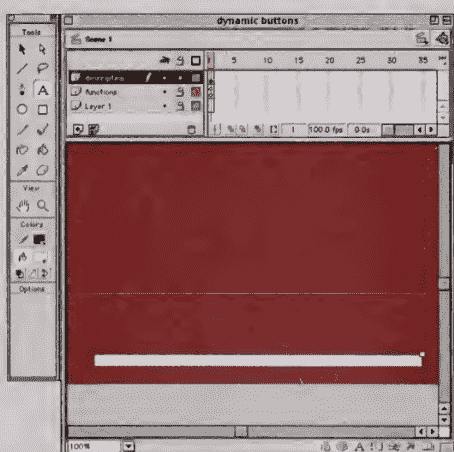 dynamic buttons
Tools
Scene 1
5 10 15 20 25 30 35
description
functions
Layer 1
1 100.0 fps 0.0s
A
View
Colors
Options
100%